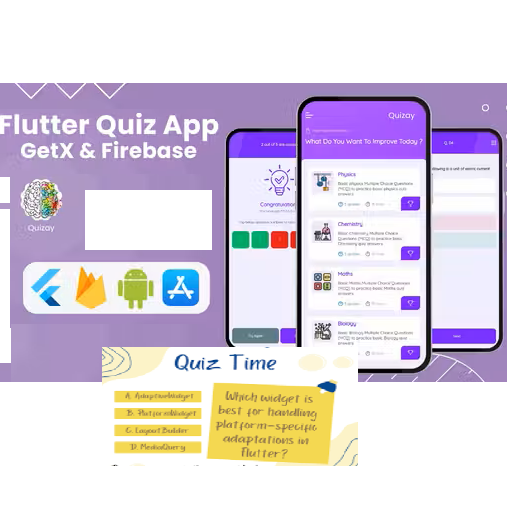 Flutter Quiz App
GetX & Firebase
Quizay
Quizay
What Do You Want To Improve Today ?
Physics
Basic physics Multiple Choice Questions
(MCQ) to practice basic physics quiz
answers.
Chemistry
Basic Chemistry Multiple Choice
Questions (MCQ) to practice basic
Chemistry quiz answers.
Maths
Basic Maths Multiple Choice Questions
(MCQ) to practice basic Maths quiz
answers.
Biology
Basic Biology Multiple Choice Questions
(MCQ) to practice basic Biology quiz
answers.
Congratulation
Try Again
Next
Quiz Time
A. AdaptiveWidget
B. PlatformWidget
C. LayoutBuilder
D. MediaQuery
Which widget is
best for handling
platform-specific
adaptations in
Flutter?